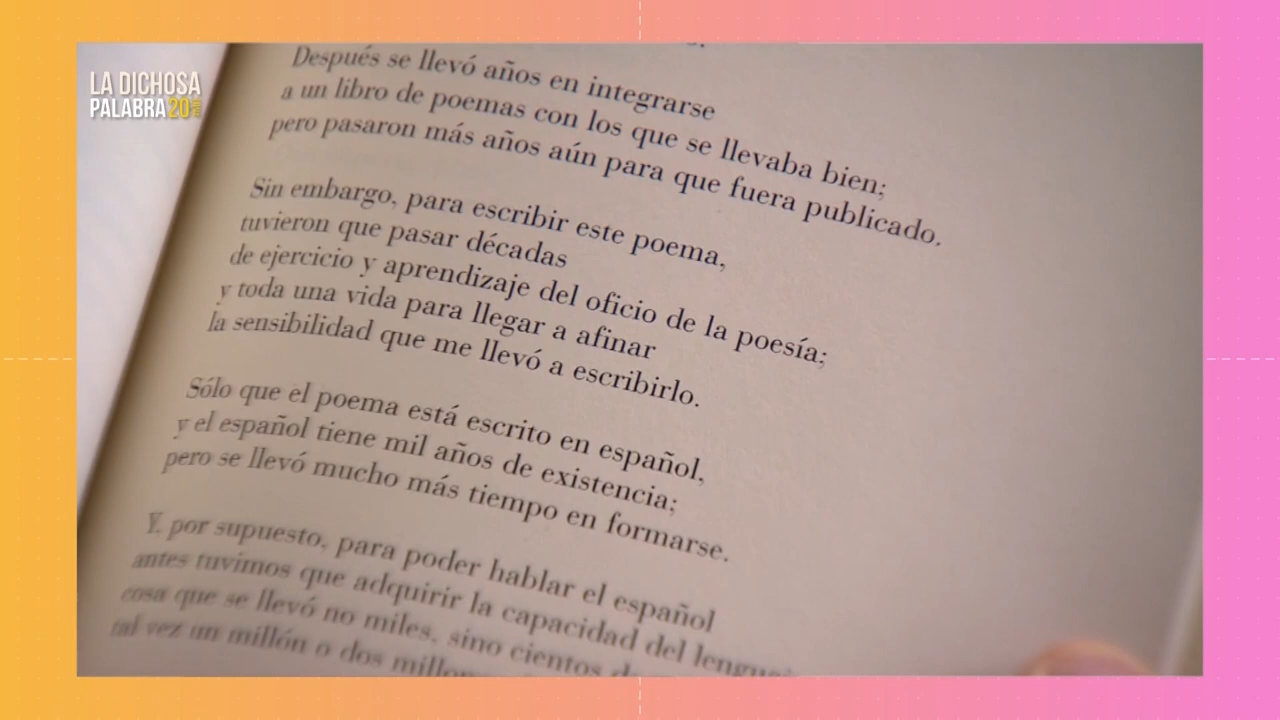 LA DICHOSA
PALABRA 20
Después se llevó años en integrarse
a un libro de poemas con los que se llevaba bien;
pero pasaron más años aún para que fuera publicado.
Sin embargo, para escribir este poema,
tuvieron que pasar décadas
de ejercicio y aprendizaje del oficio de la poesía;
y toda una vida para llegar a afinar
la sensibilidad que me llevó a escribirlo.
Sólo que el poema está escrito en español,
y el español tiene mil años de existencia;
pero se llevó mucho más tiempo en formarse.
Y, por supuesto, para poder hablar el español
antes tuvimos que adquirir la capacidad del
cosa que se llevó no miles, sino cientos
tal vez un millón o dos